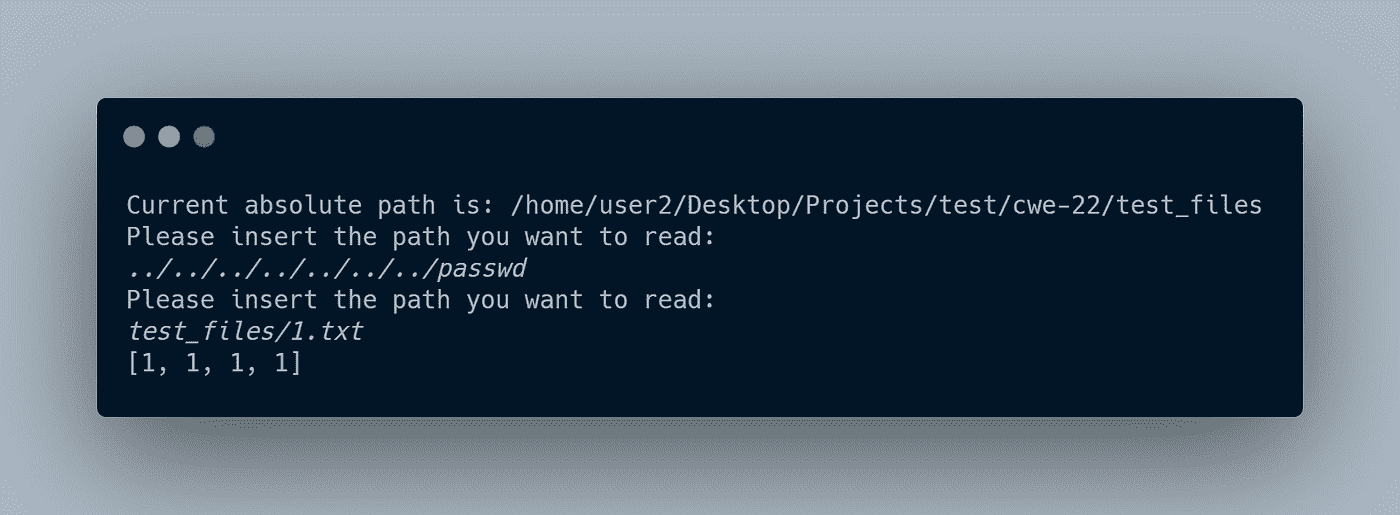 Current absolute path is: /home/user2/Desktop/Projects/test/cwe-22/test_files
Please insert the path you want to read:
../../../../../../../passwd
Please insert the path you want to read:
test_files/1.txt
[1, 1, 1, 1]